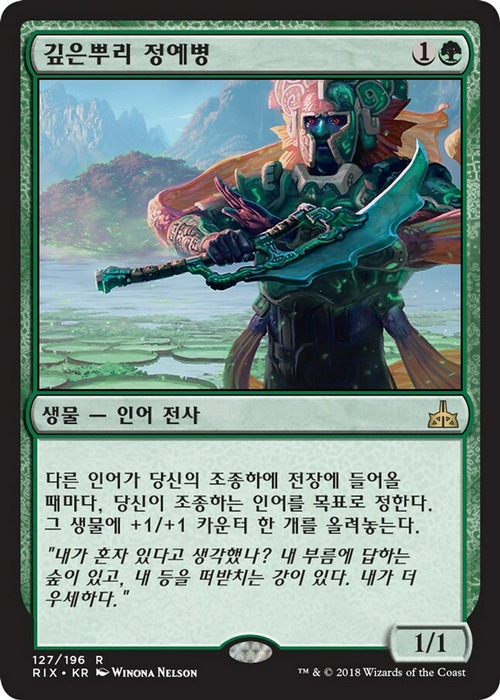 깊은뿌리 정예병 1
생물 — 인어 전사
다른 인어가 당신의 조종하에 전장에 들어올
때마다, 당신이 조종하는 인어를 목표로 정한다.
그 생물에 +1/+1 카운터 한 개를 올려놓는다.
"내가 혼자 있다고 생각했나? 내 부름에 답하는
숲이 있고, 내 등을 떠받치는 강이 있다. 내가 더
우세하다."
1/1
127/196 R
RIX • KR Winona Nelson
™ & © 2018 Wizards of the Coast